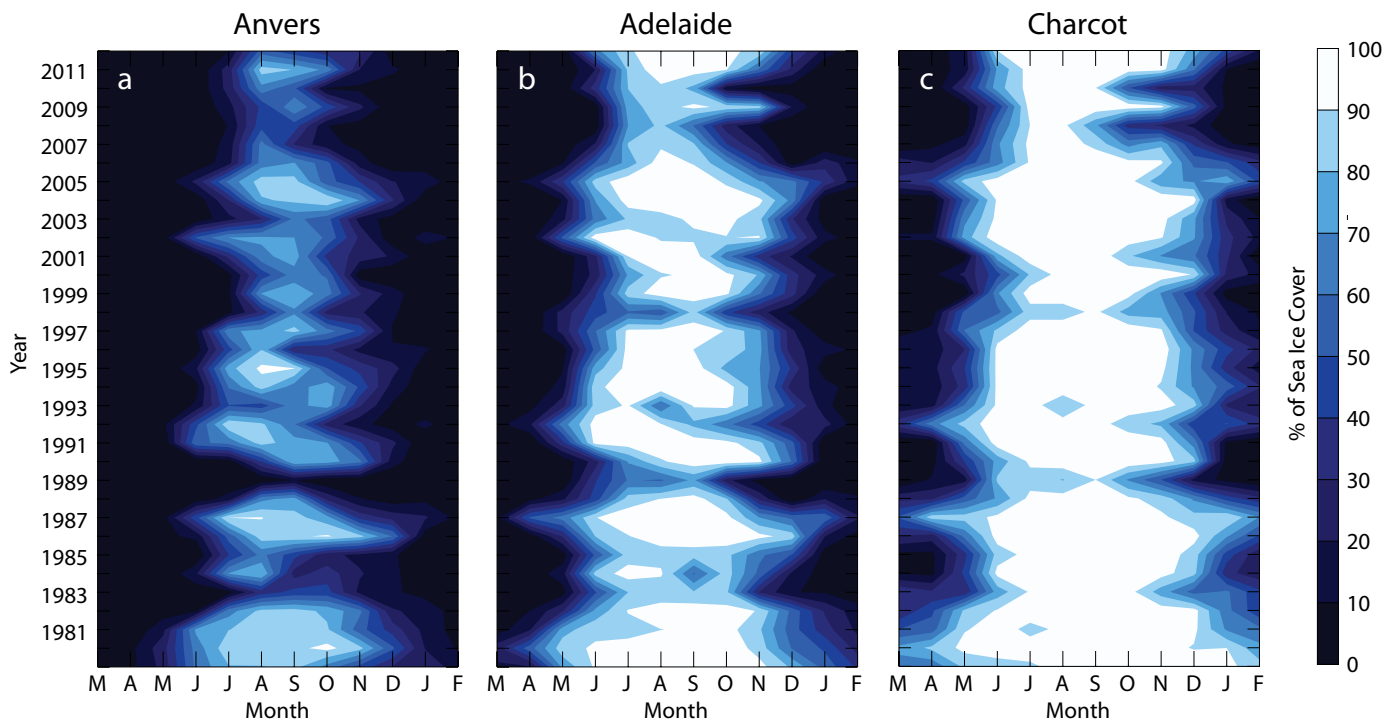 Anvers
Adelaide
Charcot
a
b
c
Year
2011
2009
2007
2005
2003
2001
1999
1997
1995
1993
1991
1989
1987
1985
1983
1981
M A M J J A S O N D J F
Month
M A M J J A S O N D J F
Month
M A M J J A S O N D J F
Month
% of Sea Ice Cover
100
90
80
70
60
50
40
30
20
10
0